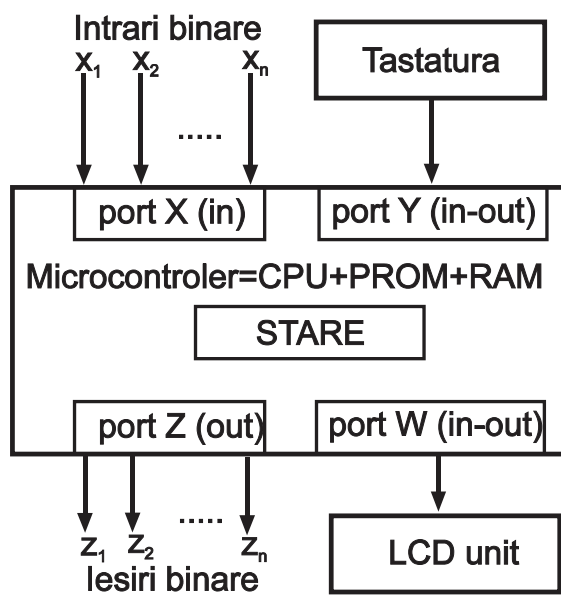 Intrari binare
x1 x2 xn
.....
Tastatura
port X (in)
port Y (in-out)
Microcontroler=CPU+PROM+RAM
STARE
port Z (out)
port W (in-out)
.....
z1 z2 zn
Iesiri binare
LCD unit